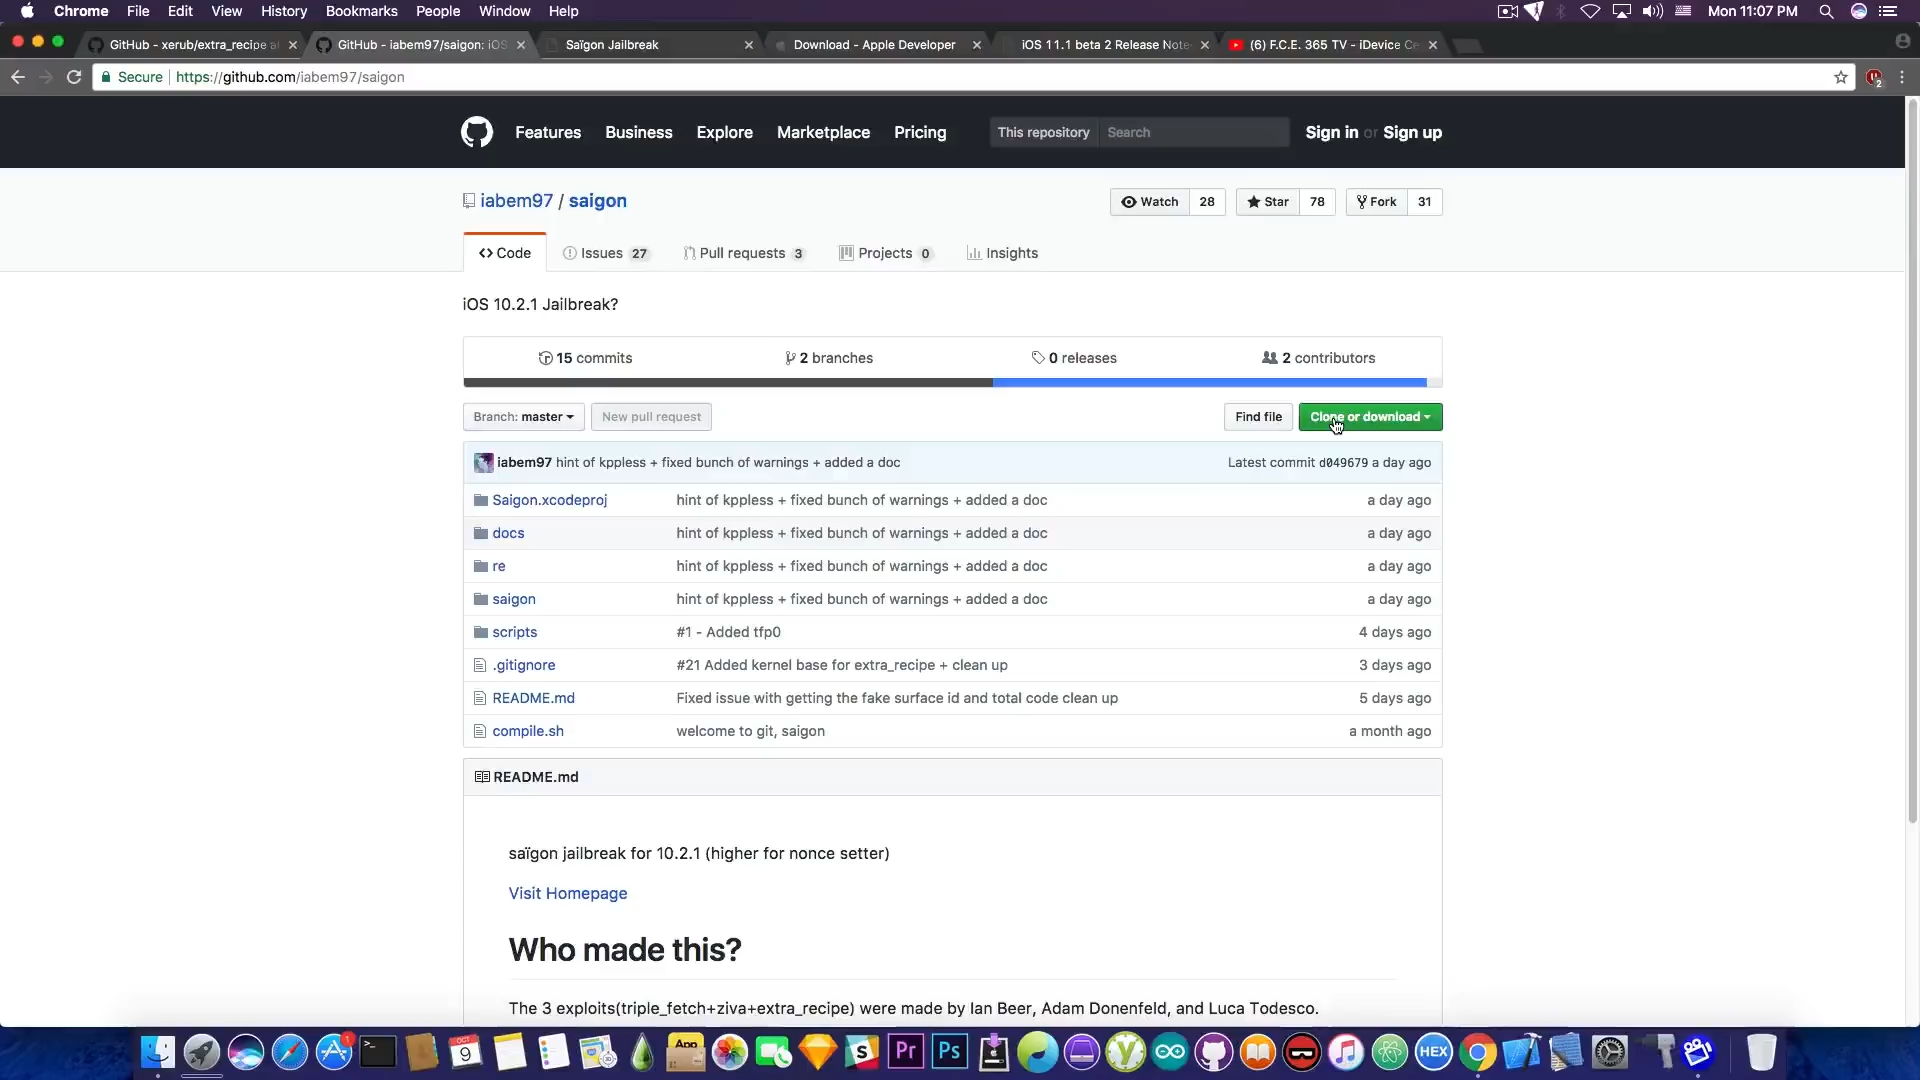 Chrome File Edit View History Bookmarks People Window Help Mon 11:07 PM
GitHub - xerub/extra_recipe a GitHub - iabem97/saigon: iOS Saïgon Jailbreak Download - Apple Developer iOS 11.1 beta 2 Release Note (6) F.C.E. 365 TV - iDevice Ce
Secure https://github.com/iabem97/saigon 2
Features Business Explore Marketplace Pricing This repository Search Sign in or Sign up
iabem97 / saigon Watch 28 Star 78 Fork 31
Code Issues 27 Pull requests 3 Projects 0 Insights
iOS 10.2.1 Jailbreak?
15 commits 2 branches 0 releases 2 contributors
Branch: master New pull request Find file Clone or download
iabem97 hint of kppless + fixed bunch of warnings + added a doc Latest commit d049679 a day ago
Saigon.xcodeproj hint of kppless + fixed bunch of warnings + added a doc a day ago
docs hint of kppless + fixed bunch of warnings + added a doc a day ago
re hint of kppless + fixed bunch of warnings + added a doc a day ago
saigon hint of kppless + fixed bunch of warnings + added a doc a day ago
scripts #1 - Added tfp0 4 days ago
.gitignore #21 Added kernel base for extra_recipe + clean up 3 days ago
README.md Fixed issue with getting the fake surface id and total code clean up 5 days ago
compile.sh welcome to git, saigon a month ago
README.md
saïgon jailbreak for 10.2.1 (higher for nonce setter)
Visit Homepage
Who made this?
The 3 exploits(triple_fetch+ziva+extra_recipe) were made by Ian Beer, Adam Donenfeld, and Luca Todesco.
1 OCT 9 App S Pr Ps HEX